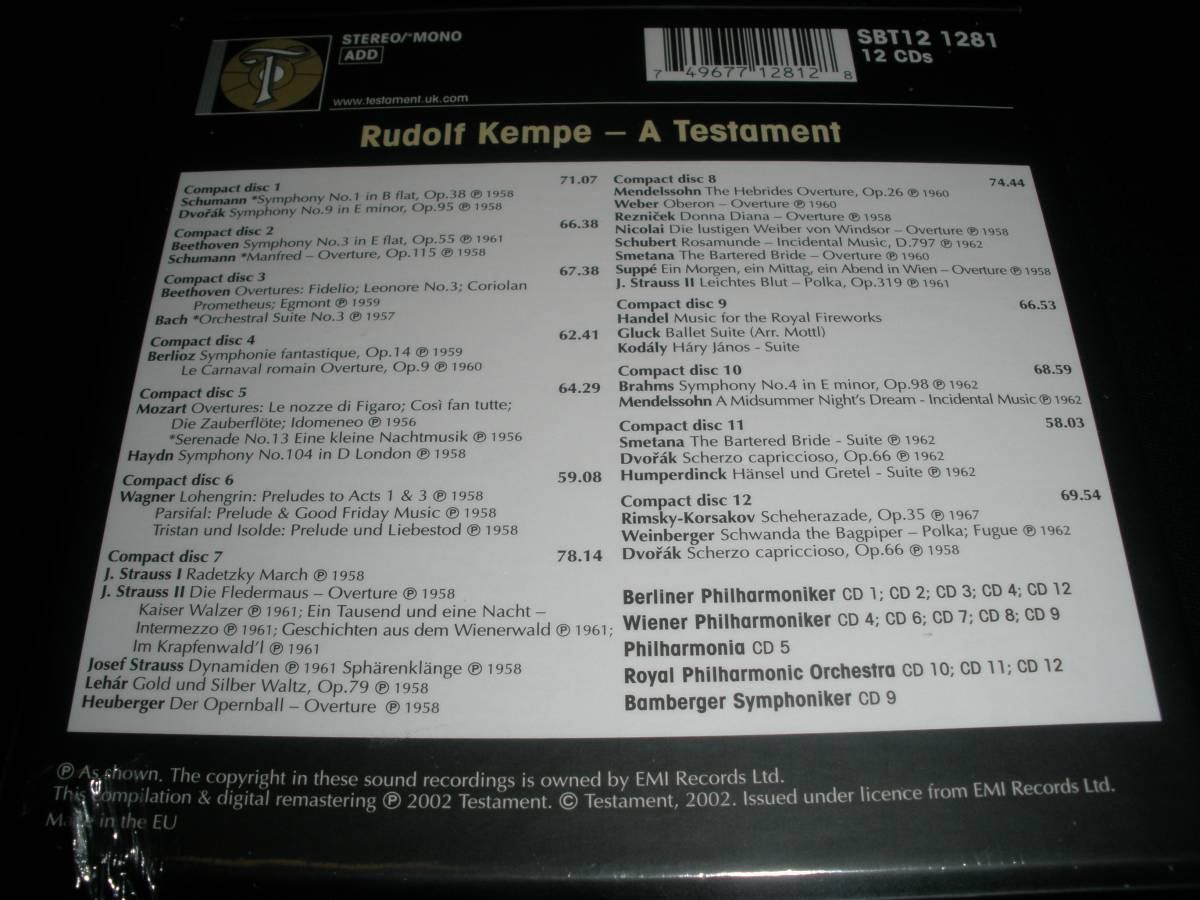 STEREO/*MONO
ADD
www.testament.uk.com
SBT12 1281
12 CDs
7 49677 12812 8
Rudolf Kempe – A Testament
Compact disc 1 71.07
Schumann *Symphony No.1 in B flat, Op.38 ℗ 1958
Dvořák Symphony No.9 in E minor, Op.95 ℗ 1958
Compact disc 2 66.38
Beethoven Symphony No.3 in E flat, Op.55 ℗ 1961
Schumann *Manfred – Overture, Op.115 ℗ 1958
Compact disc 3 67.38
Beethoven Overtures: Fidelio; Leonore No.3; Coriolan
Prometheus; Egmont ℗ 1959
Bach *Orchestral Suite No.3 ℗ 1957
Compact disc 4 62.41
Berlioz Symphonie fantastique, Op.14 ℗ 1959
Le Carnaval romain Overture, Op.9 ℗ 1960
Compact disc 5 64.29
Mozart Overtures: Le nozze di Figaro; Così fan tutte;
Die Zauberflöte; Idomeneo ℗ 1956
*Serenade No.13 Eine kleine Nachtmusik ℗ 1956
Haydn Symphony No.104 in D London ℗ 1958
Compact disc 6 59.08
Wagner Lohengrin: Preludes to Acts 1 & 3 ℗ 1958
Parsifal: Prelude & Good Friday Music ℗ 1958
Tristan und Isolde: Prelude und Liebestod ℗ 1958
Compact disc 7 78.14
J. Strauss I Radetzky March ℗ 1958
J. Strauss II Die Fledermaus – Overture ℗ 1958
Kaiser Walzer ℗ 1961; Ein Tausend und eine Nacht –
Intermezzo ℗ 1961; Geschichten aus dem Wienerwald ℗ 1961;
Im Krapfenwald'l ℗ 1961
Josef Strauss Dynamiden ℗ 1961 Sphärenklänge ℗ 1958
Lehár Gold und Silber Waltz, Op.79 ℗ 1958
Heuberger Der Opernball – Overture ℗ 1958
Compact disc 8 74.44
Mendelssohn The Hebrides Overture, Op.26 ℗ 1960
Weber Oberon – Overture ℗ 1960
Rezniček Donna Diana – Overture ℗ 1958
Nicolai Die lustigen Weiber von Windsor – Overture ℗ 1958
Schubert Rosamunde – Incidental Music, D.797 ℗ 1962
Smetana The Bartered Bride – Overture ℗ 1960
Suppé Ein Morgen, ein Mittag, ein Abend in Wien – Overture ℗ 1958
J. Strauss II Leichtes Blut – Polka, Op.319 ℗ 1961
Compact disc 9 66.53
Handel Music for the Royal Fireworks
Gluck Ballet Suite (Arr. Mottl)
Kodály Háry János - Suite
Compact disc 10 68.59
Brahms Symphony No.4 in E minor, Op.98 ℗ 1962
Mendelssohn A Midsummer Night's Dream - Incidental Music ℗ 1962
Compact disc 11 58.03
Smetana The Bartered Bride - Suite ℗ 1962
Dvořák Scherzo capriccioso, Op.66 ℗ 1962
Humperdinck Hänsel und Gretel - Suite ℗ 1962
Compact disc 12 69.54
Rimsky-Korsakov Scheherazade, Op.35 ℗ 1967
Weinberger Schwanda the Bagpiper – Polka; Fugue ℗ 1962
Dvořák Scherzo capriccioso, Op.66 ℗ 1958
Berliner Philharmoniker CD 1; CD 2; CD 3; CD 4; CD 12
Wiener Philharmoniker CD 4; CD 6; CD 7; CD 8; CD 9
Philharmonia CD 5
Royal Philharmonic Orchestra CD 10; CD 11; CD 12
Bamberger Symphoniker CD 9
℗ As shown. The copyright in these sound recordings is owned by EMI Records Ltd.
This compilation & digital remastering ℗ 2002 Testament. © Testament, 2002. Issued under licence from EMI Records Ltd.
Made in the EU